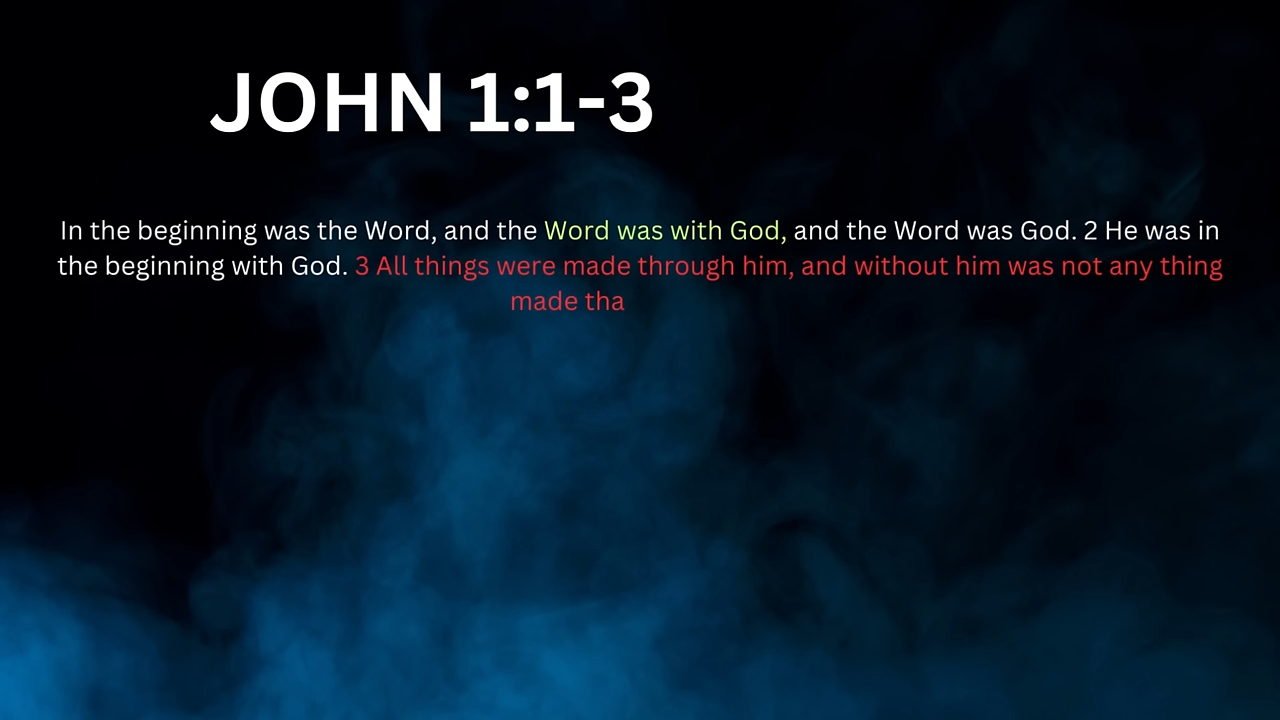 JOHN 1:1-3
In the beginning was the Word, and the Word was with God, and the Word was God. 2 He was in
the beginning with God. 3 All things were made through him, and without him was not any thing
made tha